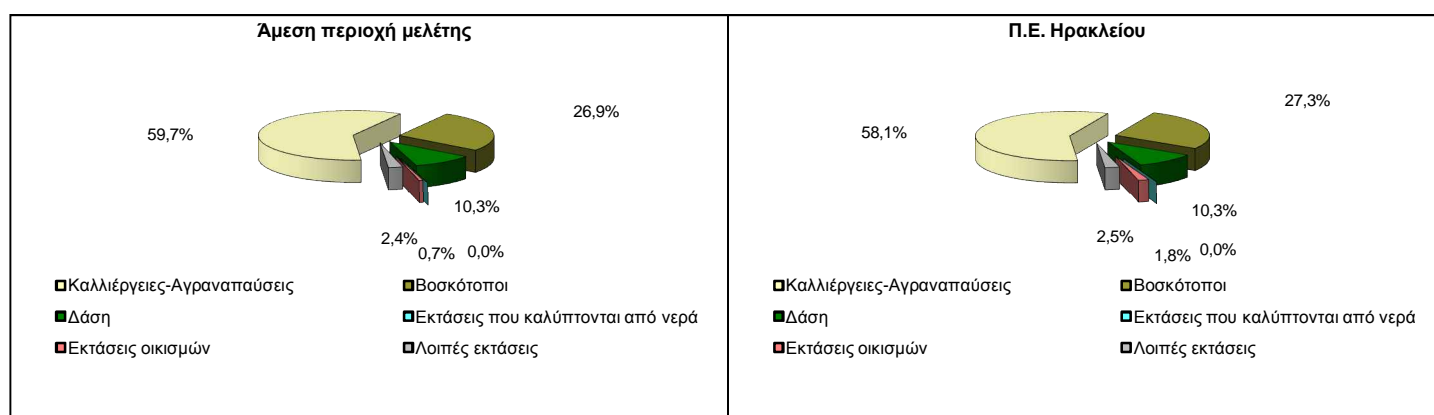 Άμεση περιοχή μελέτης
59,7%
26,9%
10,3%
2,4%
0,7%
0,0%
Καλλιέργειες-Αγραναπαύσεις
Βοσκότοποι
Δάση
Εκτάσεις που καλύπτονται από νερά
Εκτάσεις οικισμών
Λοιπές εκτάσεις
Π.Ε. Ηρακλείου
58,1%
27,3%
10,3%
2,5%
1,8%
0,0%
Καλλιέργειες-Αγραναπαύσεις
Βοσκότοποι
Δάση
Εκτάσεις που καλύπτονται από νερά
Εκτάσεις οικισμών
Λοιπές εκτάσεις